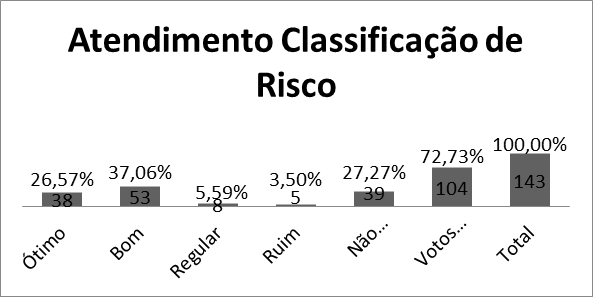 Atendimento Classificação de
Risco
26,57% 37,06% 5,59% 3,50% 27,27% 72,73% 100,00%
38 53 8 5 39 104 143
Ótimo Bom Regular Ruim Não... Votos... Total